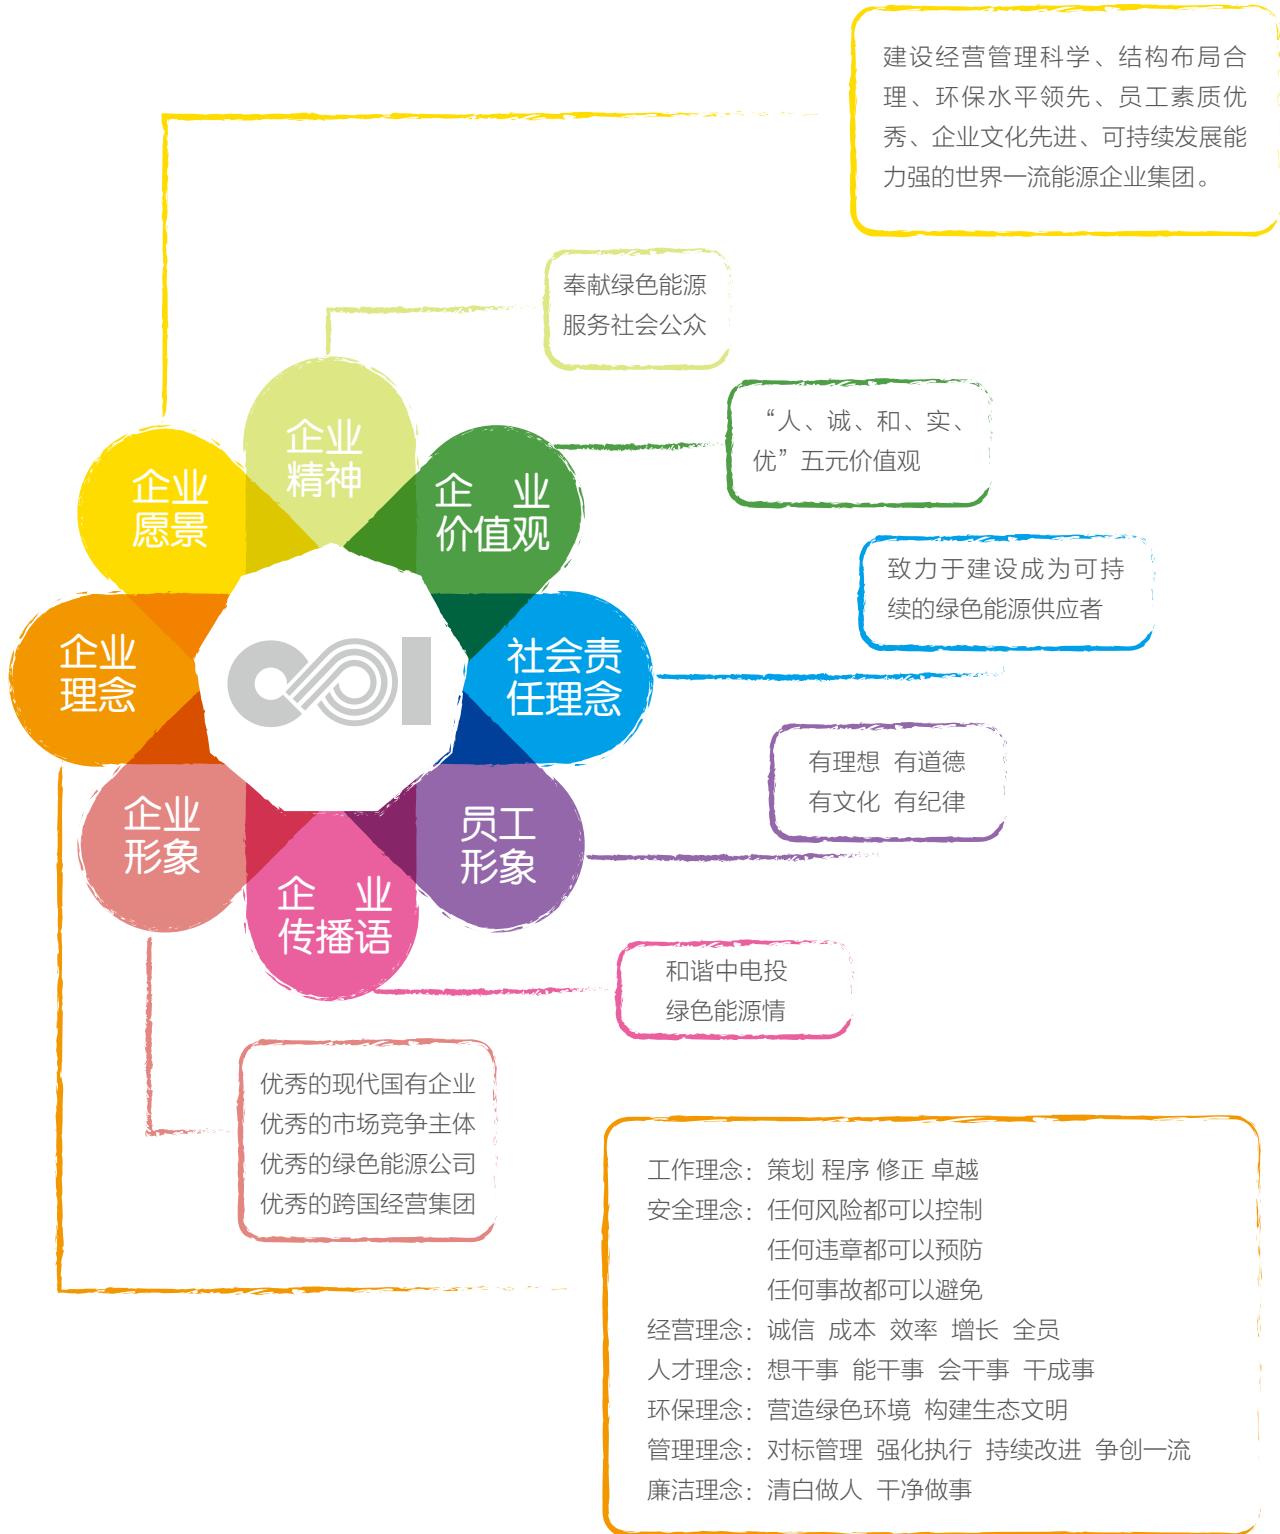 建设经营管理科学、结构布局合
理、环保水平领先、员工素质优
秀、企业文化先进、可持续发展能
力强的世界一流能源企业集团。
奉献绿色能源
服务社会公众
“人、诚、和、实、
优”五元价值观
致力于建设成为可持
续的绿色能源供应者
有理想 有道德
有文化 有纪律
和谐中电投
绿色能源情
优秀的现代国有企业
优秀的市场竞争主体
优秀的绿色能源公司
优秀的跨国经营集团
工作理念：策划 程序 修正 卓越
安全理念：任何风险都可以控制
任何违章都可以预防
任何事故都可以避免
经营理念：诚信 成本 效率 增长 全员
人才理念：想干事 能干事 会干事 干成事
环保理念：营造绿色环境 构建生态文明
管理理念：对标管理 强化执行 持续改进 争创一流
廉洁理念：清白做人 干净做事
企业
精神
企业
愿景
企 业
价值观
企业
理念
社会责
任理念
企业
形象
员工
形象
企 业
传播语
CPI